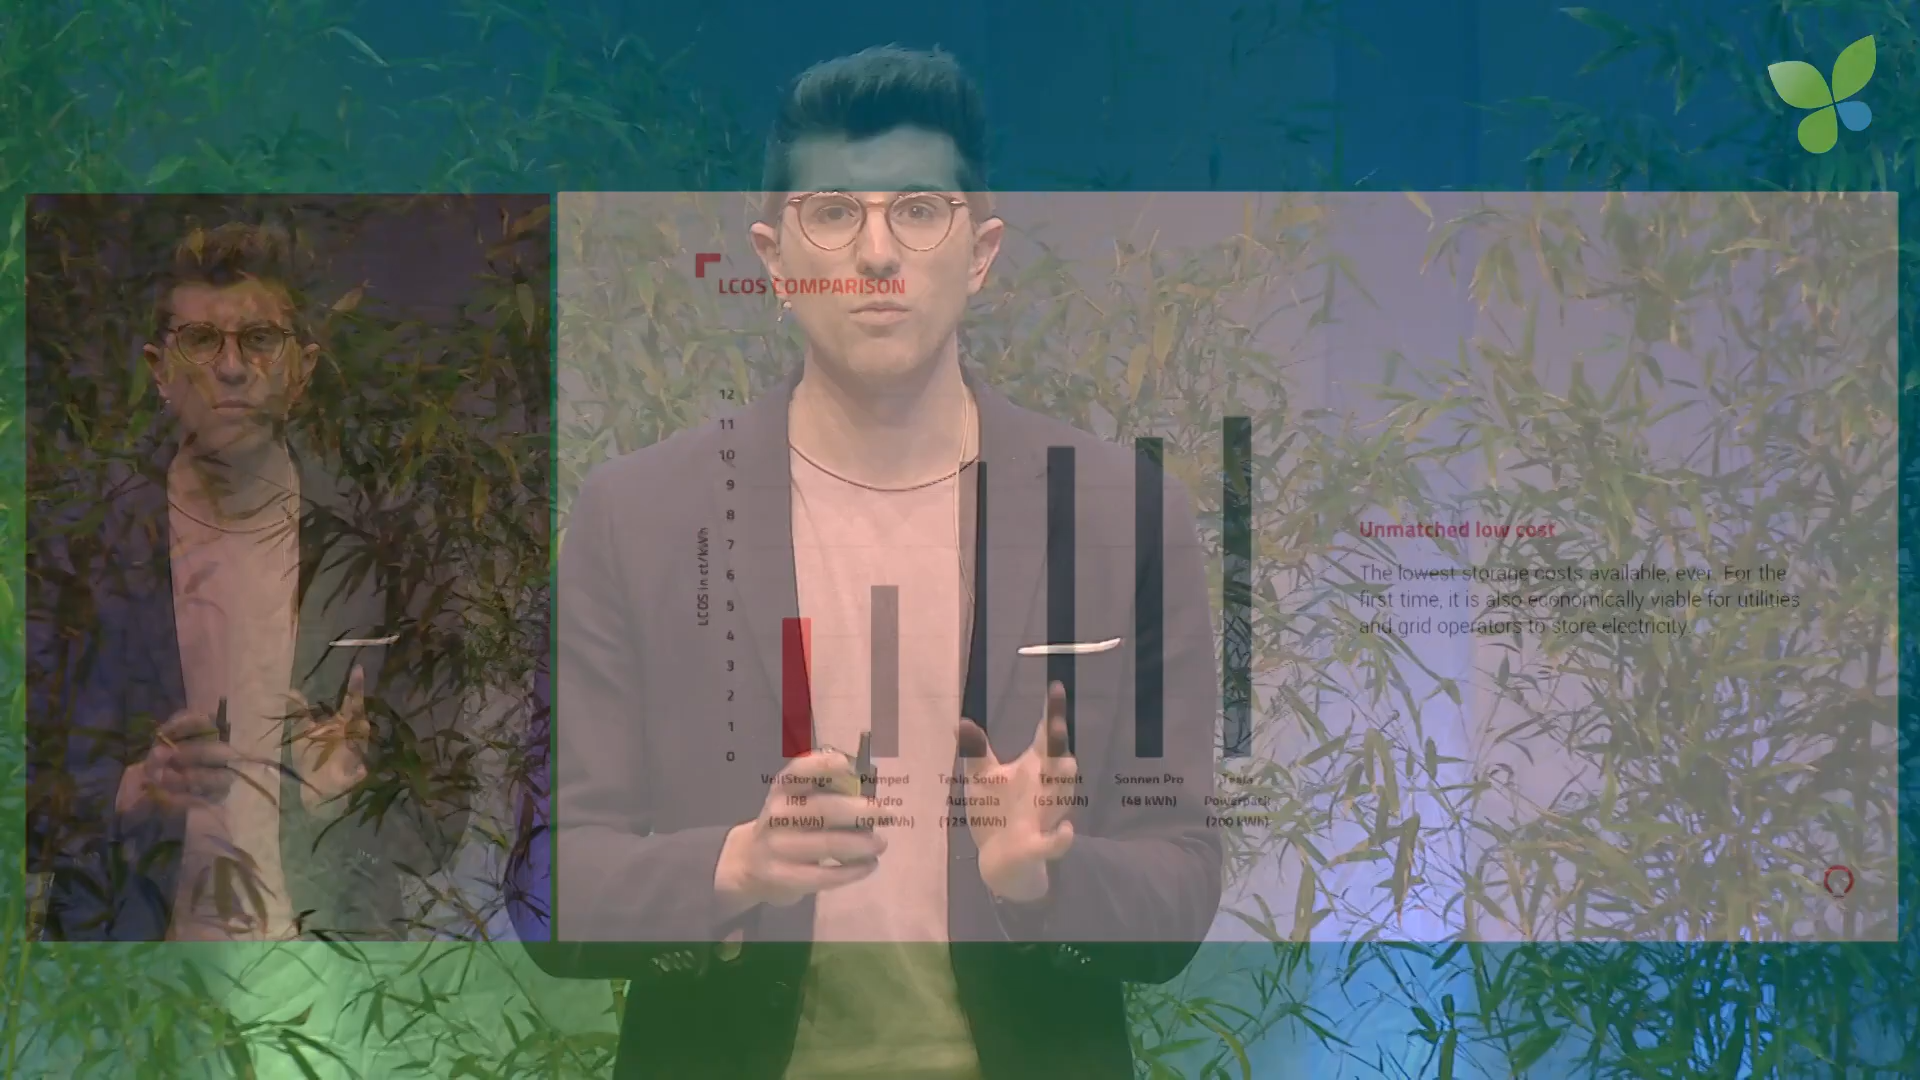 LCOS COMPARISON
12
11
10
9
8
7
6
5
4
3
2
1
0
LCOS in ct/kWh
VoltStorage
IRB
(50 kWh)
Pumped
Hydro
(10 MWh)
Tesla South
Australia
(129 MWh)
Tesvolt
(65 kWh)
Sonnen Pro
(48 kWh)
Tesla
Powerpack
(200 kWh)
Unmatched low cost
The lowest storage costs available, ever. For the
first time, it is also economically viable for utilities
and grid operators to store electricity.